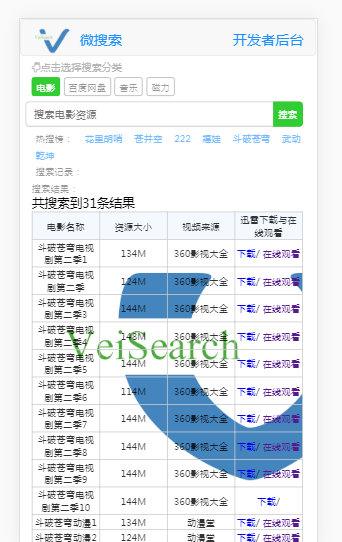 微搜索 开发者后台
点击选择搜索分类
电影 百度网盘 音乐 磁力
搜索电影资源 搜索
热搜榜： 花里胡哨 苍井空 222 福娃 斗破苍穹 武动
乾坤
搜索记录：
搜索结果：
共搜索到31条结果
电影名称 资源大小 视频来源 迅雷下载与在
线观看
斗破苍穹电视
剧第二季1 134M 360影视大全 下载/ 在线观看
斗破苍穹电视
剧第二季 124M 360影视大全 下载/ 在线观看
斗破苍穹电视
剧第二季3 144M 360影视大全 下载/ 在线观看
斗破苍穹电视
剧第二季4 148M 360影视大全 下载/ 在线观看
VeiSearch
斗破苍穹电视
剧第二季5 144M 360影视大全 下载/ 在线观看
斗破苍穹电视
剧第二季6 114M 360影视大全 下载/ 在线观看
斗破苍穹电视
剧第二季7 144M 360影视大全 下载/ 在线观看
斗破苍穹电视
剧第二季8 144M 360影视大全 下载/ 在线观看
斗破苍穹电视
剧第二季9 144M 360影视大全 下载/ 在线观看
斗破苍穹电视
剧第二季10 144M 360影视大全 下载/
斗破苍穹动漫1 134M 动漫堂 下载/ 在线观看
斗破苍穹动漫2 124M 动漫堂 下载/ 在线观看